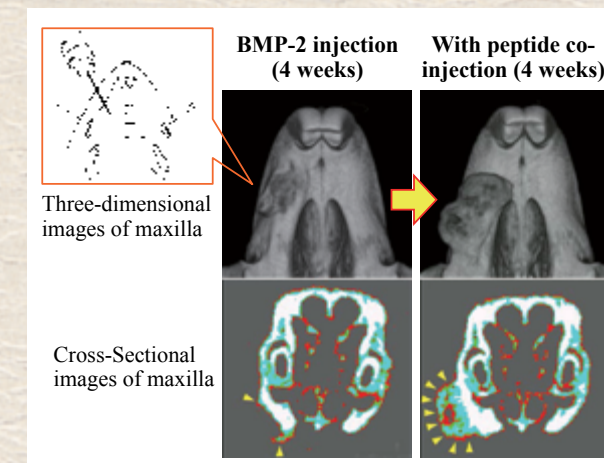 BMP-2 injection
(4 weeks)
With peptide co-
injection (4 weeks)
Three-dimensional
images of maxilla
Cross-Sectional
images of maxilla